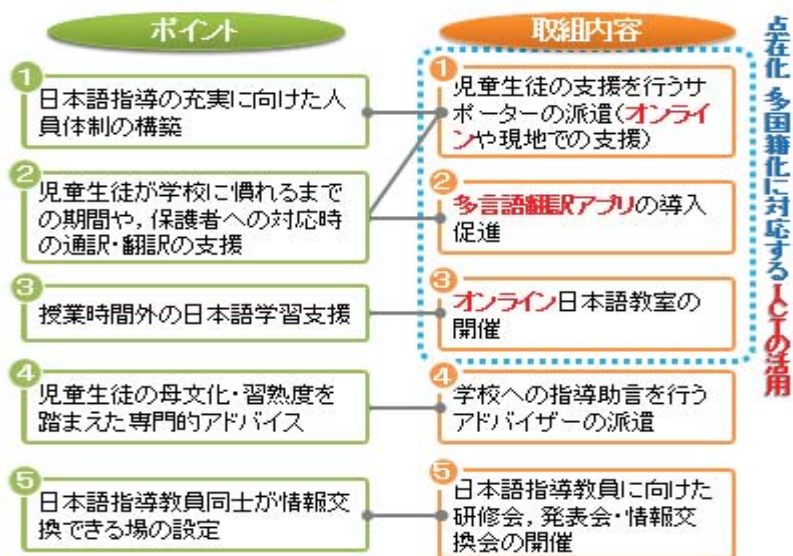 ポイント
取組内容
1
日本語指導の充実に向けた人
員体制の構築
2
児童生徒が学校に慣れるまで
の期間や，保護者への対応時
の通訳・翻訳の支援
3
授業時間外の日本語学習支援
4
児童生徒の母文化・習熟度を
踏まえた専門的アドバイス
5
日本語指導教員同士が情報交
換できる場の設定
1
児童生徒の支援を行うサ
ポーターの派遣（オンライ
ンや現地での支援）
2
多言語翻訳アプリの導入
促進
3
オンライン日本語教室の
開催
4
学校への指導助言を行う
アドバイザーの派遣
5
日本語指導教員に向けた
研修会，発表会・情報交
換会の開催
点在化 多国籍化に対応するICTの活用